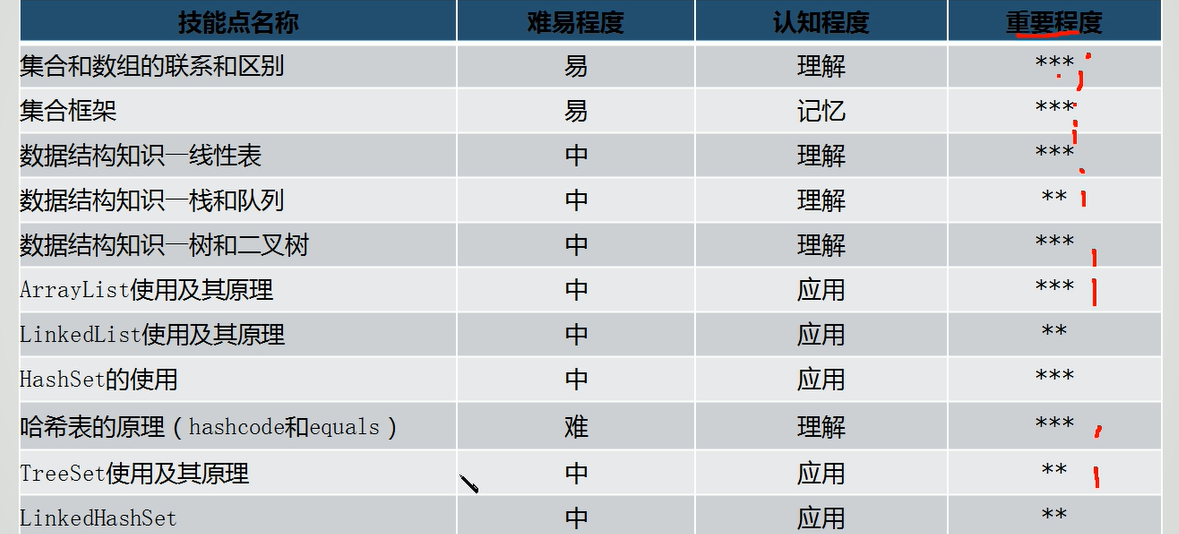 技能点名称 难易程度 认知程度 重要程度
集合和数组的联系和区别 易 理解 ***
集合框架 易 记忆 ***
数据结构知识—线性表 中 理解 ***
数据结构知识—栈和队列 中 理解 **
数据结构知识—树和二叉树 中 理解 ***
ArrayList使用及其原理 中 应用 ***
LinkedList使用及其原理 中 应用 **
HashSet的使用 中 应用 ***
哈希表的原理（hashcode和equals） 难 理解 ***
TreeSet使用及其原理 中 应用 **
LinkedHashSet 中 应用 **